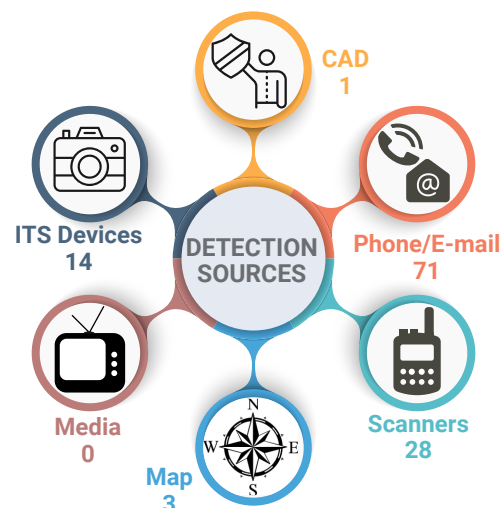 CAD
1
Phone/E-mail
71
Scanners
28
Map
3
Media
0
ITS Devices
14
DETECTION
SOURCES
@
N
W
E
S